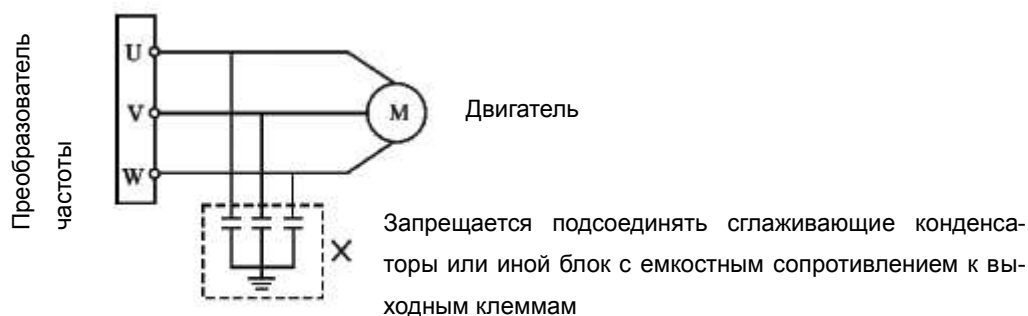 Преобразователь
частоты
U
V
W
M
Двигатель
Запрещается подсоединять сглаживающие конденса-
торы или иной блок с емкостным сопротивлением к вы-
ходным клеммам